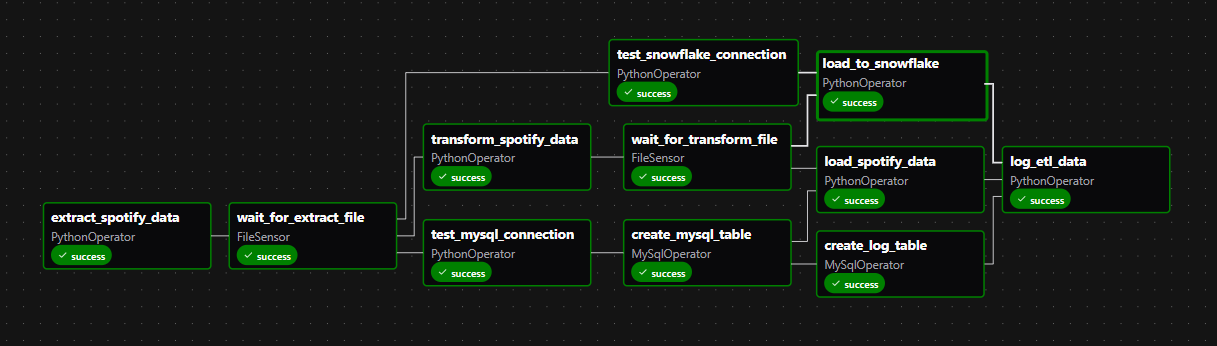 extract_spotify_data
PythonOperator
success
wait_for_extract_file
FileSensor
success
test_snowflake_connection
PythonOperator
success
transform_spotify_data
PythonOperator
success
test_mysql_connection
PythonOperator
success
wait_for_transform_file
FileSensor
success
create_mysql_table
MySqlOperator
success
load_to_snowflake
PythonOperator
success
load_spotify_data
PythonOperator
success
create_log_table
MySqlOperator
success
log_etl_data
PythonOperator
success